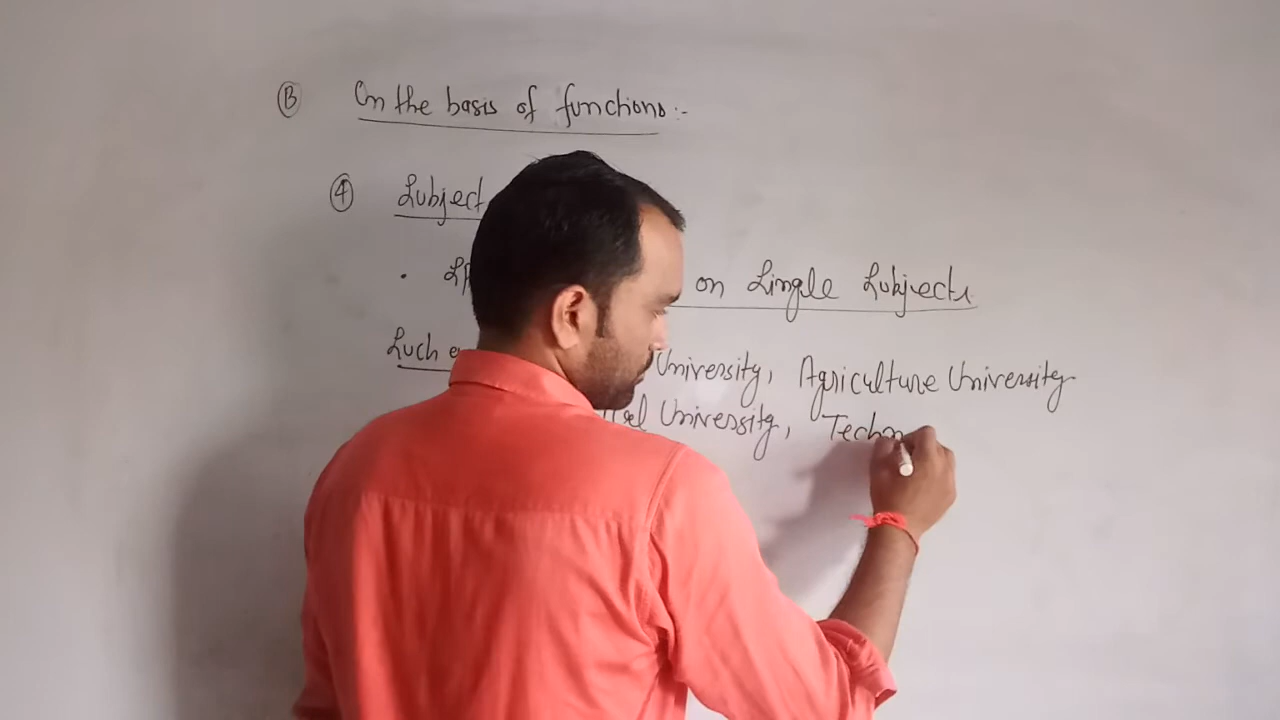 Ⓑ On the basis of functions :-
④ Subject
· on Single Subjects.
Such University, Agriculture University
University, Techn